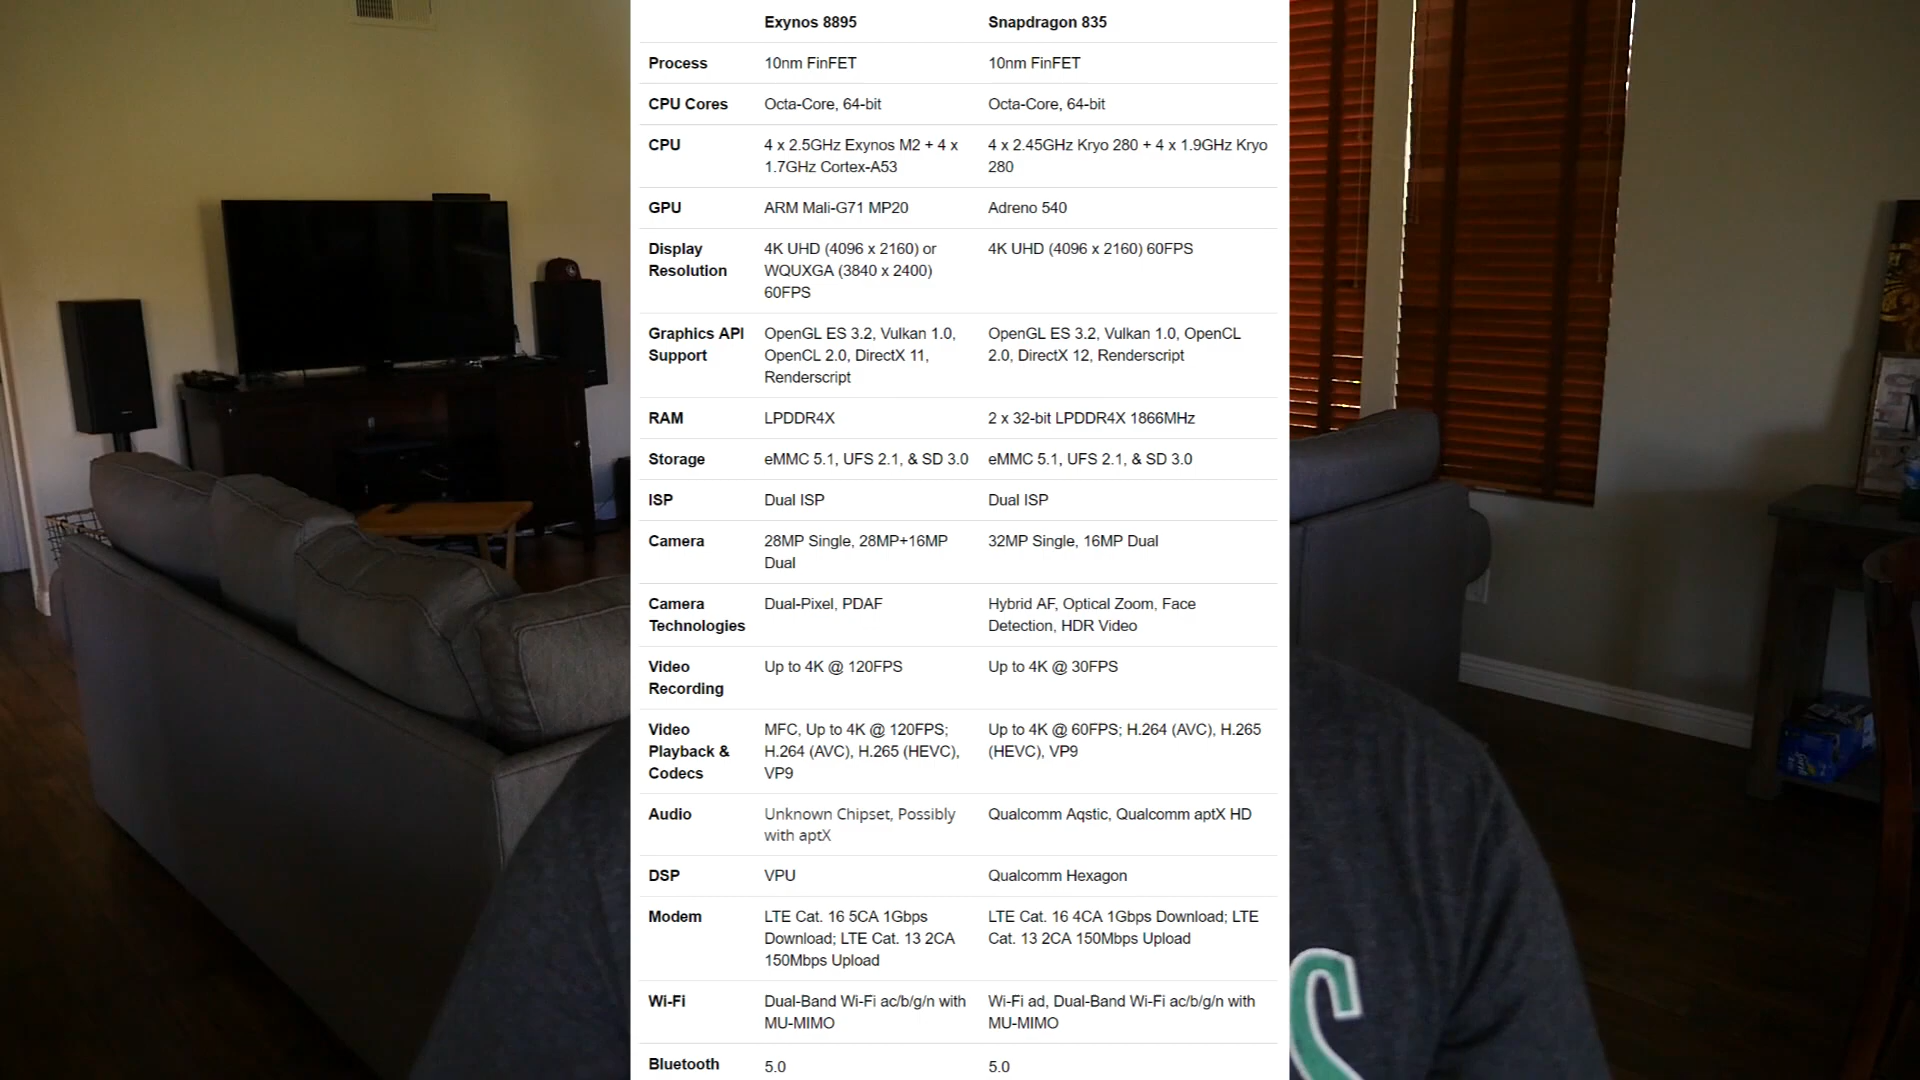 Exynos 8895 Snapdragon 835
Process 10nm FinFET 10nm FinFET
CPU Cores Octa-Core, 64-bit Octa-Core, 64-bit
CPU 4 x 2.5GHz Exynos M2 + 4 x 4 x 2.45GHz Kryo 280 + 4 x 1.9GHz Kryo
1.7GHz Cortex-A53 280
GPU ARM Mali-G71 MP20 Adreno 540
Display 4K UHD (4096 x 2160) or 4K UHD (4096 x 2160) 60FPS
Resolution WQUXGA (3840 x 2400)
60FPS
Graphics API OpenGL ES 3.2, Vulkan 1.0, OpenGL ES 3.2, Vulkan 1.0, OpenCL
Support OpenCL 2.0, DirectX 11, 2.0, DirectX 12, Renderscript
Renderscript
RAM LPDDR4X 2 x 32-bit LPDDR4X 1866MHz
Storage eMMC 5.1, UFS 2.1, & SD 3.0 eMMC 5.1, UFS 2.1, & SD 3.0
ISP Dual ISP Dual ISP
Camera 28MP Single, 28MP+16MP 32MP Single, 16MP Dual
Dual
Camera Dual-Pixel, PDAF Hybrid AF, Optical Zoom, Face
Technologies Detection, HDR Video
Video Up to 4K @ 120FPS Up to 4K @ 30FPS
Recording
Video MFC, Up to 4K @ 120FPS; Up to 4K @ 60FPS; H.264 (AVC), H.265
Playback & H.264 (AVC), H.265 (HEVC), (HEVC), VP9
Codecs VP9
Audio Unknown Chipset, Possibly Qualcomm Aqstic, Qualcomm aptX HD
with aptX
DSP VPU Qualcomm Hexagon
Modem LTE Cat. 16 5CA 1Gbps LTE Cat. 16 4CA 1Gbps Download; LTE
Download; LTE Cat. 13 2CA Cat. 13 2CA 150Mbps Upload
150Mbps Upload
Wi-Fi Dual-Band Wi-Fi ac/b/g/n with Wi-Fi ad, Dual-Band Wi-Fi ac/b/g/n with
MU-MIMO MU-MIMO
Bluetooth 5.0 5.0